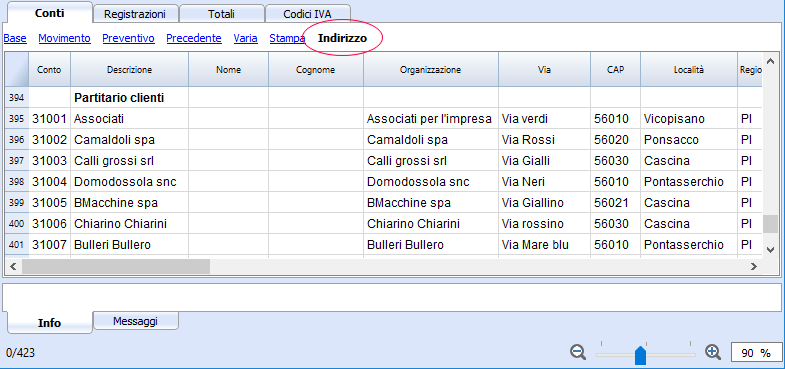 Conti Registrazioni Totali Codici IVA
Base Movimento Preventivo Precedente Varia Stampa Indirizzo
Conto Descrizione Nome Cognome Organizzazione Via CAP Località Regio
394 Partitario clienti
395 31001 Associati Associati per l'impresa Via verdi 56010 Vicopisano PI
396 31002 Camaldoli spa Camaldoli spa Via Rossi 56020 Ponsacco PI
397 31003 Calli grossi srl Calli grossi srl Via Gialli 56030 Cascina PI
398 31004 Domodossola snc Domodossola snc Via Neri 56010 Pontasserchio PI
399 31005 BMacchine spa BMacchine spa Via Giallino 56021 Cascina PI
400 31006 Chiarino Chiarini Chiarino Chiarini Via rossino 56030 Cascina PI
401 31007 Bulleri Bullero Bulleri Bullero Via Mare blu 56010 Pontasserchio PI
Info Messaggi
0/423 90 %